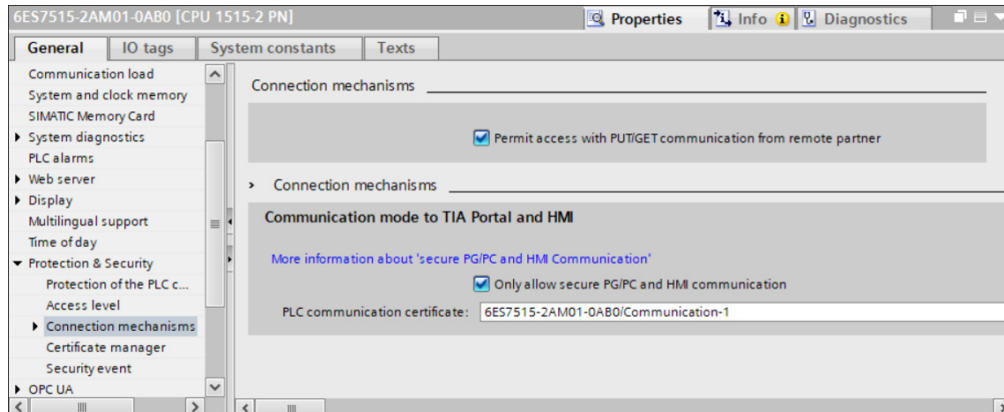 6ES7515-2AM01-0AB0 [CPU 1515-2 PN]
Properties
Info
Diagnostics
General
IO tags
System constants
Texts
Communication load
System and clock memory
SIMATIC Memory Card
System diagnostics
PLC alarms
Web server
Display
Multilingual support
Time of day
Protection & Security
Protection of the PLC c...
Access level
Connection mechanisms
Certificate manager
Security event
OPC UA
Connection mechanisms
Permit access with PUT/GET communication from remote partner
Connection mechanisms
Communication mode to TIA Portal and HMI
More information about 'secure PG/PC and HMI Communication'
Only allow secure PG/PC and HMI communication
PLC communication certificate: 6ES7515-2AM01-0AB0/Communication-1